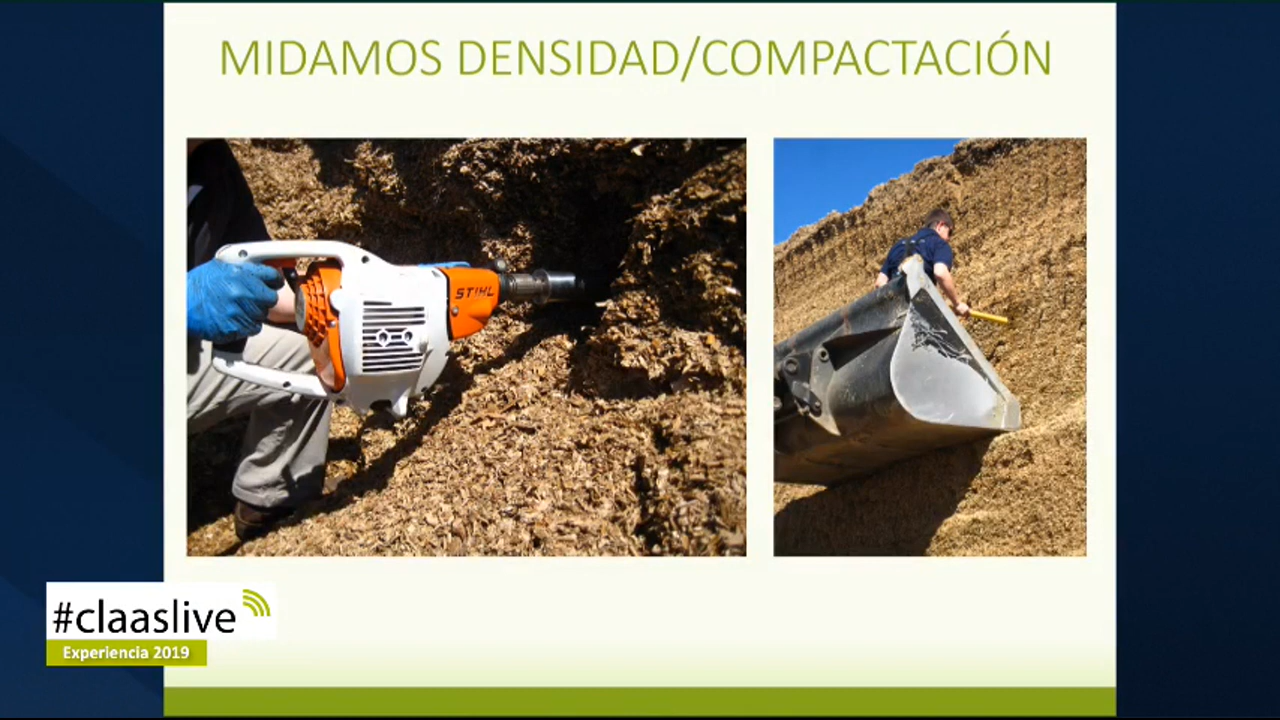 MIDAMOS DENSIDAD/COMPACTACIÓN
STIHL
#claaslive
Experiencia 2019